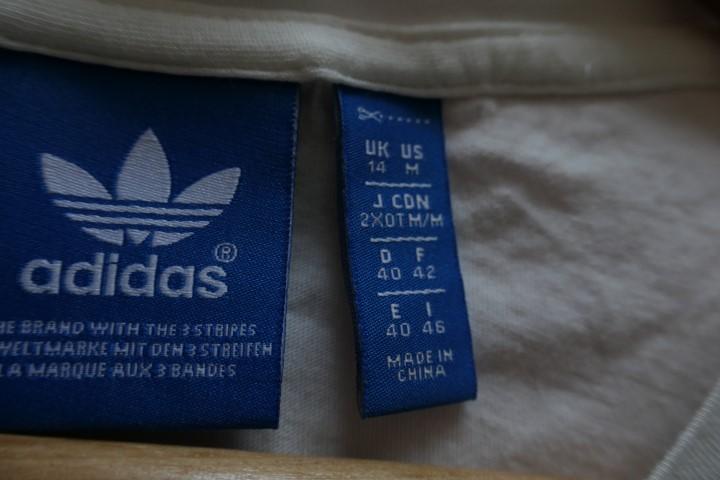 adidas®
HE BRAND WITH THE 3 STRIPES
WELTMARKE MIT DEN 3 STREIFEN
LA MARQUE AUX 3 BANDES
UK US
14 M
J CDN
2XOT M/M
D F
40 42
E I
40 46
MADE IN
CHINA